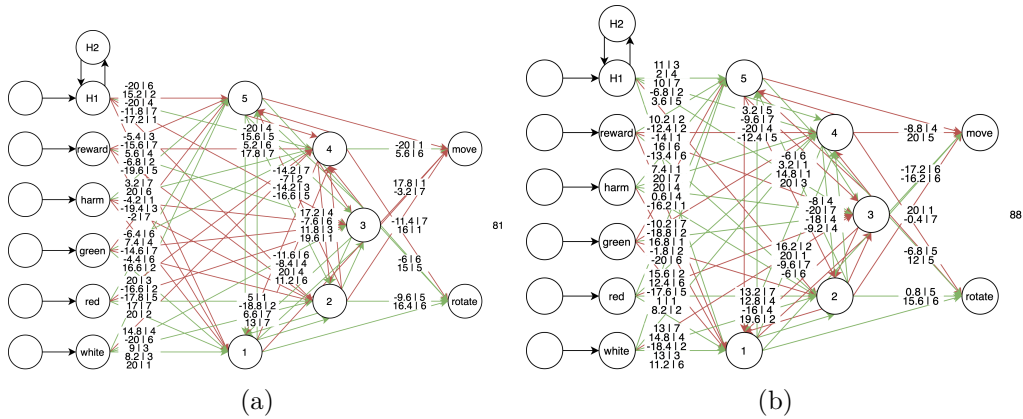 H2
H1
reward
harm
green
red
white
-20 | 6
15.2 | 2
-20 | 4
-11.8 | 7
-17.2 | 1
-5.4 | 3
-15.6 | 7
5.6 | 4
-6.8 | 2
-19.6 | 5
3.2 | 7
20 | 6
-4.2 | 1
-19.4 | 3
-2 | 7
-6.4 | 6
7.4 | 4
-14.6 | 7
-4.4 | 6
16.6 | 2
20 | 3
-16.6 | 2
-17.8 | 5
17 | 7
20 | 2
14.8 | 4
-20 | 6
9 | 3
8.2 | 3
20 | 1
5
-20 | 4
15.6 | 5
5.2 | 6
17.8 | 7
4
-14.2 | 7
-7 | 2
-14.2 | 3
-16.6 | 5
17.2 | 4
-7.6 | 6
11.8 | 3
19.6 | 1
3
-11.6 | 6
-8.4 | 4
20 | 4
11.2 | 6
2
5 | 1
-18.8 | 2
6.6 | 7
13 | 7
1
-20 | 1
5.6 | 6
move
17.8 | 1
-3.2 | 7
-11.4 | 7
-16 | 1
-6 | 6
15 | 5
-9.6 | 5
16.4 | 6
rotate
81
(a)
H2
H1
reward
harm
green
red
white
11 | 3
2 | 4
10 | 7
-6.8 | 2
3.6 | 5
10.2 | 2
-12.4 | 2
-14 | 1
16 | 6
-13.4 | 6
7.4 | 1
20 | 7
20 | 4
0.6 | 4
-16.2 | 1
-10.2 | 7
-18.8 | 2
16.8 | 1
-1.8 | 2
-20 | 6
15.6 | 2
12.4 | 6
-17.6 | 5
1 | 1
8.2 | 2
13 | 7
14.8 | 4
-18.4 | 2
13 | 3
11.2 | 6
5
3.2 | 5
-9.6 | 7
-20 | 4
-12.4 | 5
4
-6 | 6
3.2 | 1
14.8 | 1
20 | 3
-8 | 4
-20 | 7
-18 | 4
-9.2 | 4
3
16.2 | 2
20 | 1
-9.6 | 7
-6 | 6
2
13.2 | 7
12.8 | 4
-16 | 4
19.6 | 2
1
-8.8 | 4
20 | 5
move
-17.2 | 6
-16.2 | 6
20 | 1
-0.4 | 7
-6.8 | 5
12 | 5
0.8 | 5
15.6 | 6
rotate
88
(b)